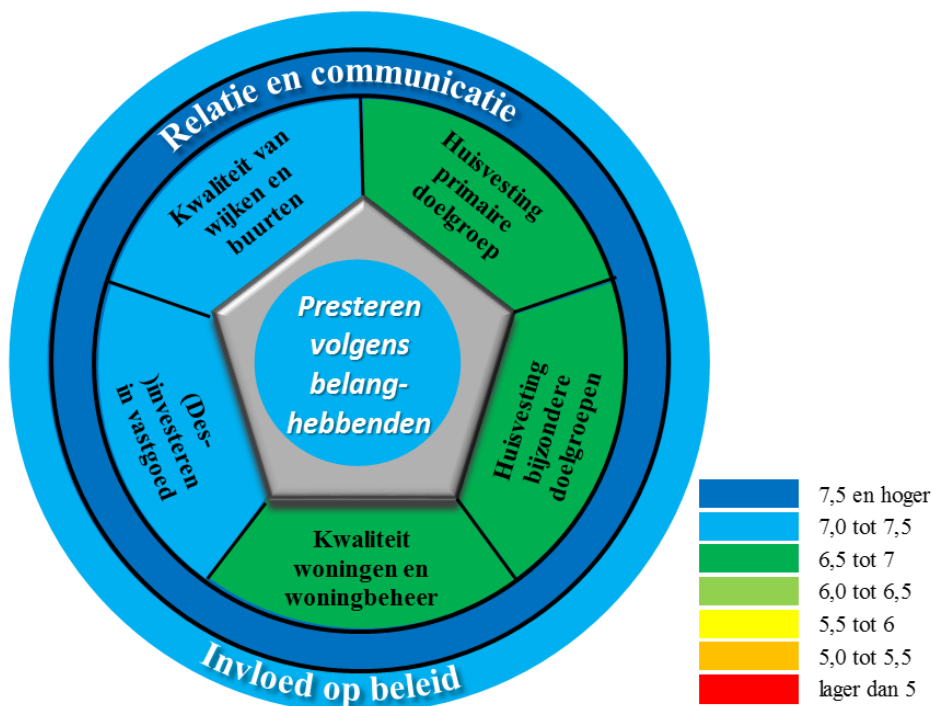 Relatie en communicatie
Kwaliteit van
wijken en
buurten
Huisvesting
primaire
doelgroep
Presteren
volgens
belang-
hebbenden
(Des-
)investeren
in vastgoed
Huisvesting
bijzondere
doelgroepen
Kwaliteit
woningen en
woningbeheer
Invloed op beleid
7,5 en hoger
7,0 tot 7,5
6,5 tot 7
6,0 tot 6,5
5,5 tot 6
5,0 tot 5,5
lager dan 5